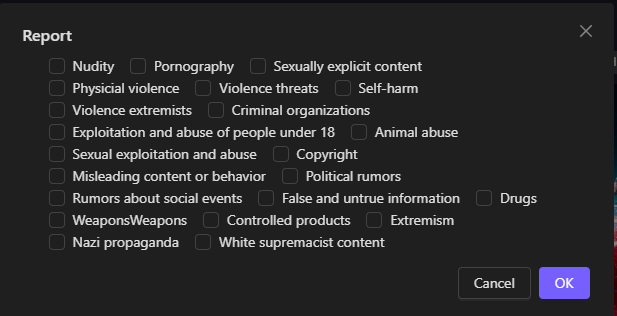 Report
Nudity Pornography Sexually explicit content
Physicial violence Violence threats Self-harm
Violence extremists Criminal organizations
Exploitation and abuse of people under 18 Animal abuse
Sexual exploitation and abuse Copyright
Misleading content or behavior Political rumors
Rumors about social events False and untrue information Drugs
WeaponsWeapons Controlled products Extremism
Nazi propaganda White supremacist content
Cancel OK